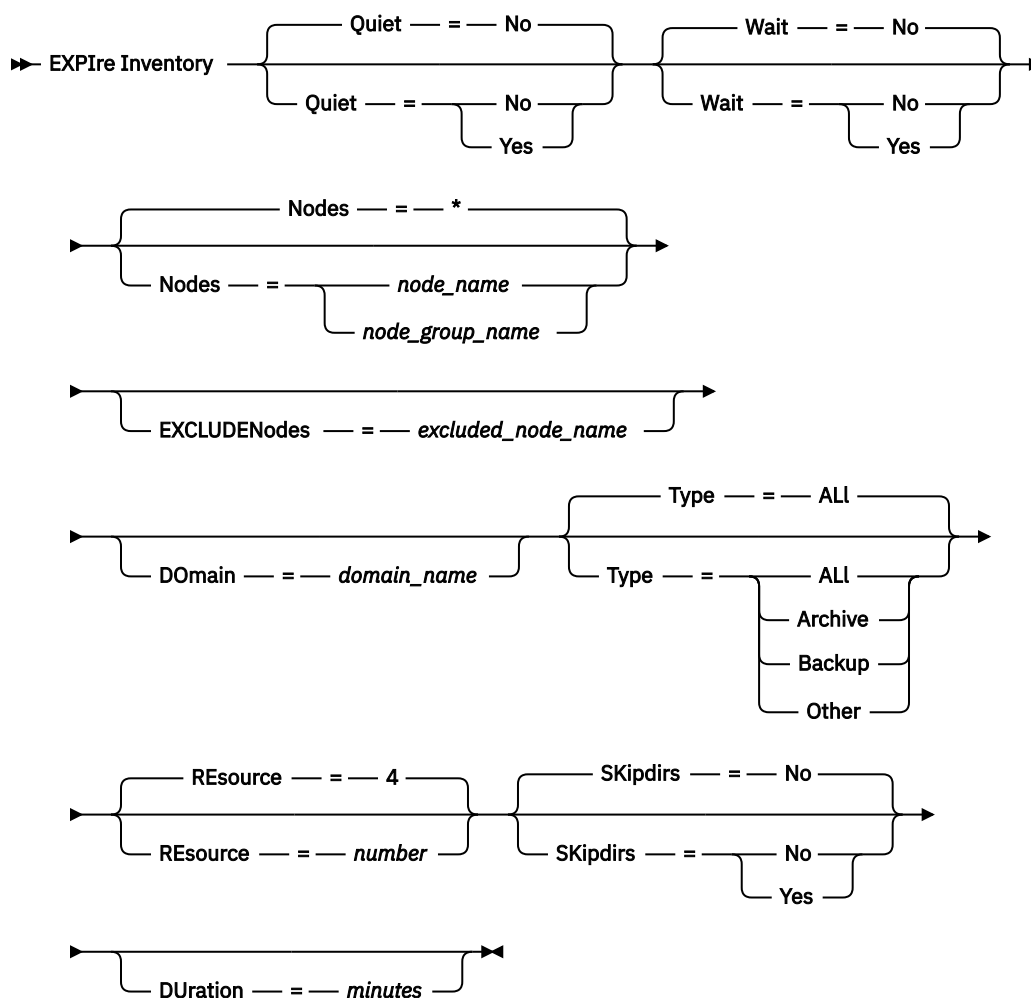 Quiet = No Wait = No
EXPIre Inventory
Quiet = No Wait = No
Yes Yes
Nodes = *
Nodes = node_name
node_group_name
EXCLUDENodes = excluded_node_name
Type = ALl
DOmain = domain_name Type = ALl
Archive
Backup
Other
REsource = 4 SKipdirs = No
REsource = number SKipdirs = No
Yes
DUration = minutes